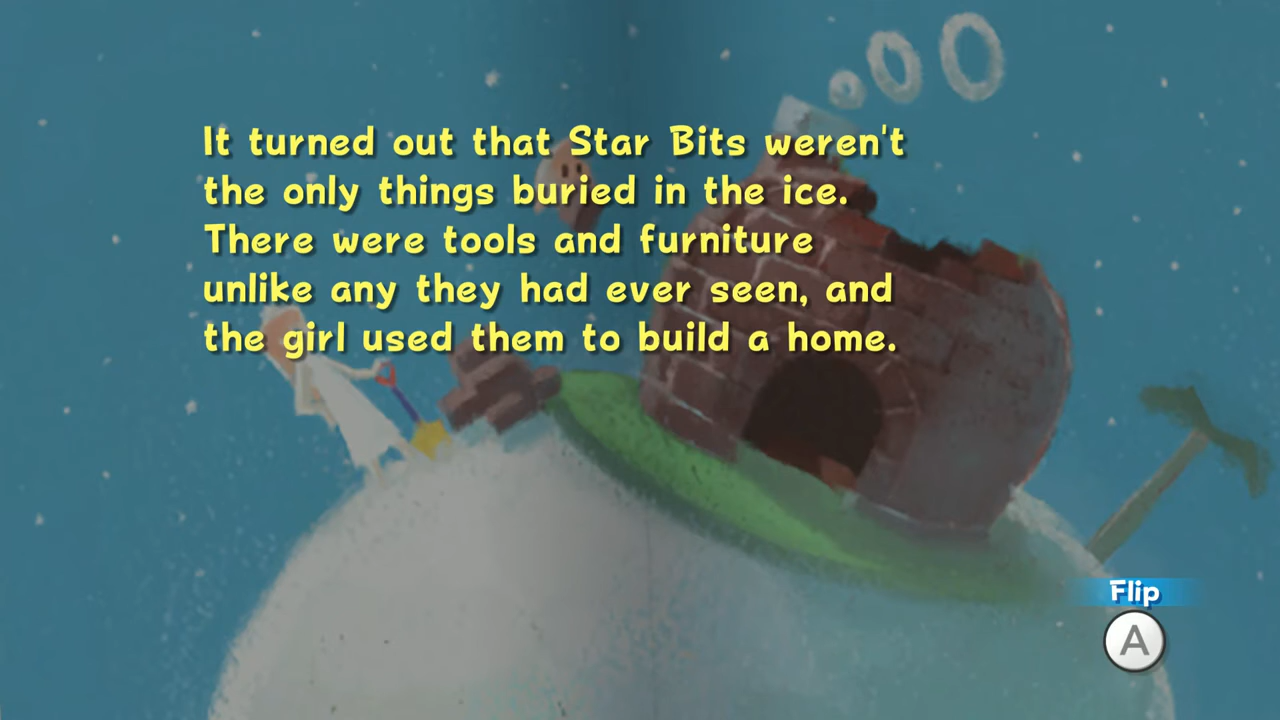 It turned out that Star Bits weren't
the only things buried in the ice.
There were tools and furniture
unlike any they had ever seen, and
the girl used them to build a home.
Flip
A